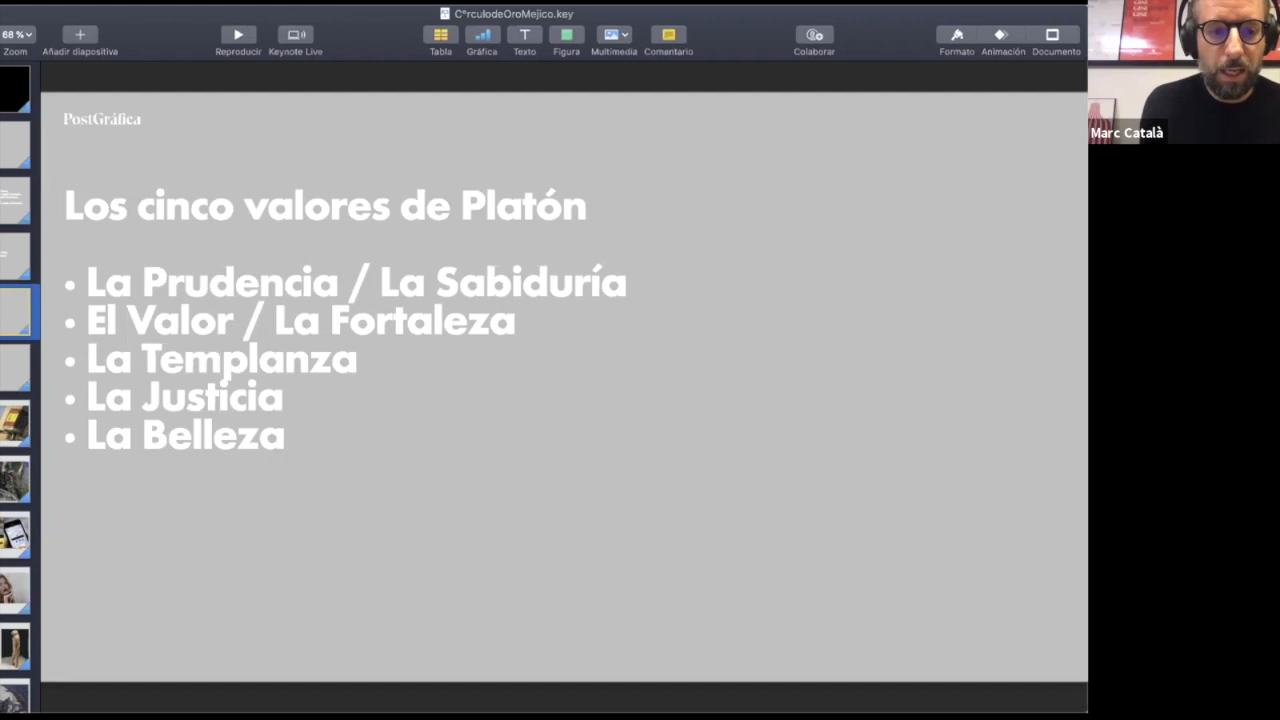 C°rculodeOroMejico.key
68 %
Zoom
Añadir diapositiva
Reproducir
Keynote Live
Tabla
Gráfica
Texto
Figura
Multimedia
Comentario
Colaborar
Formato
Animación
Documento
PostGráfica
Los cinco valores de Platón
• La Prudencia / La Sabiduría
• El Valor / La Fortaleza
• La Templanza
• La Justicia
• La Belleza
Marc Català